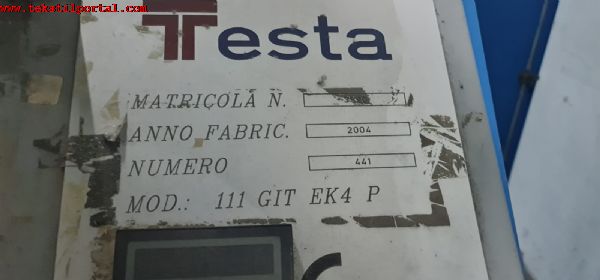 www.tekstilportal.com
Testa
MATRICOLA N.
ANNO FABRIC. 2004
NUMERO 441
MOD.: 111 GIT EK4 P